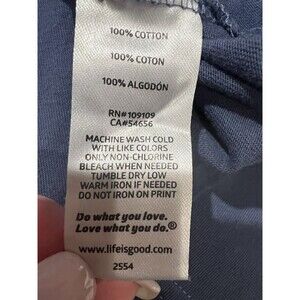 100% COTTON
100% COTON
100% ALGODÓN
RN#109109
CA#54656
MACHINE WASH COLD
WITH LIKE COLORS
ONLY NON-CHLORINE
BLEACH WHEN NEEDED
TUMBLE DRY LOW
WARM IRON IF NEEDED
DO NOT IRON ON PRINT
Do what you love.
Love what you do.®
www.lifeisgood.com
2554